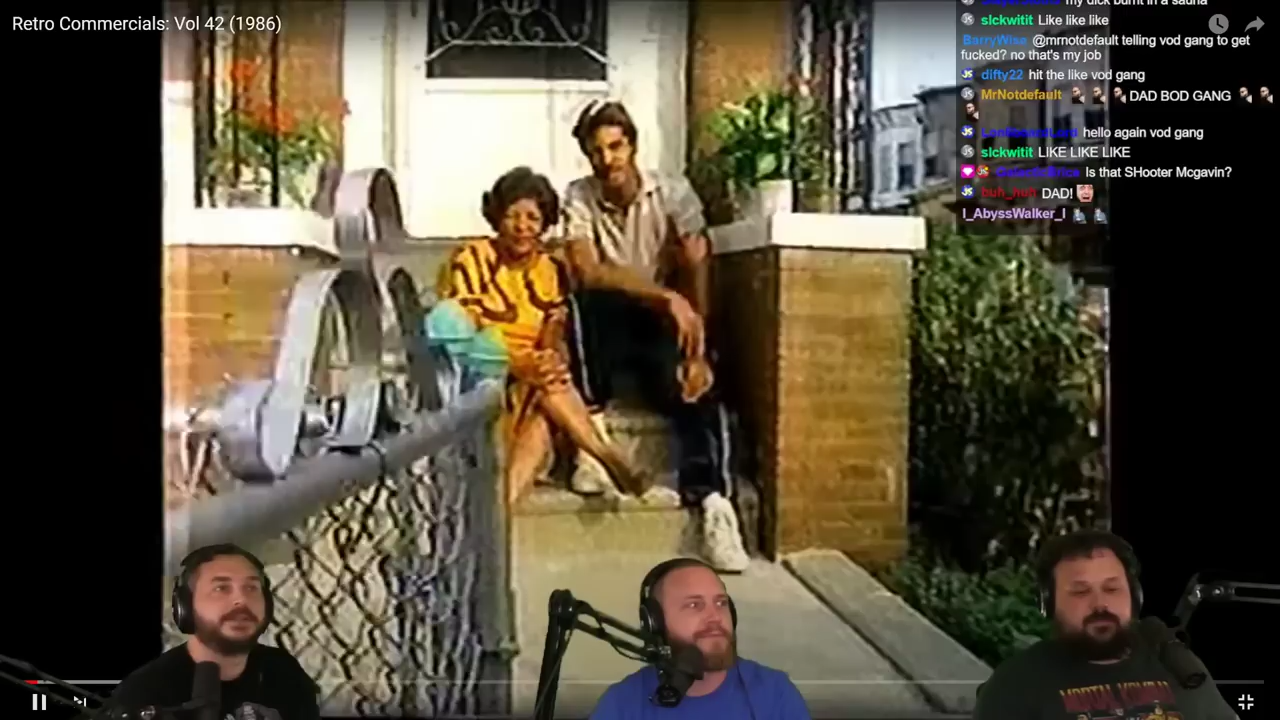 Retro Commercials: Vol 42 (1986)
my dick burnt in a sauna
slckwitit Like like like
BarryWise @mrnotdefault telling vod gang to get
fucked? no that's my job
difty22 hit the like vod gang
MrNotdefault DAD BOD GANG
hello again vod gang
slckwitit LIKE LIKE LIKE
Is that SHooter Mcgavin?
DAD!
I_AbyssWalker_I
MORTAL KOMBAT